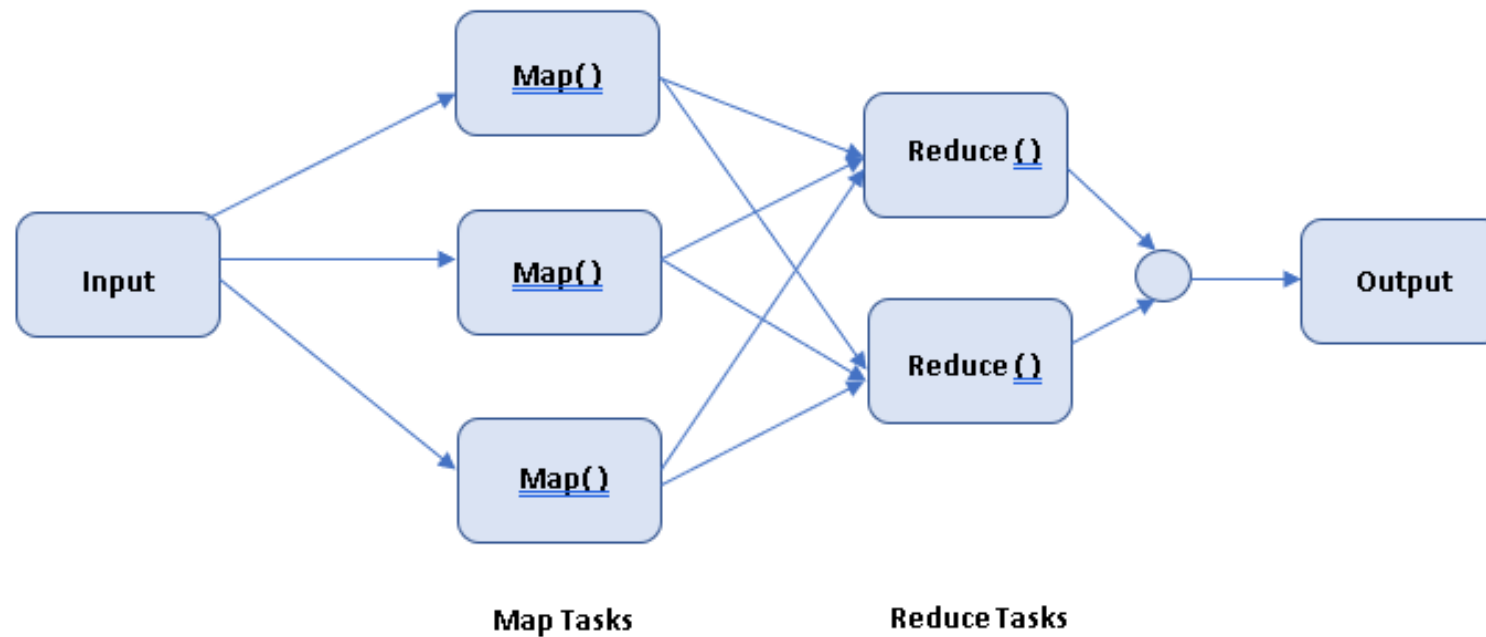 Map( )
Reduce ( )
Input
Map( )
Output
Reduce ( )
Map( )
Map Tasks
Reduce Tasks